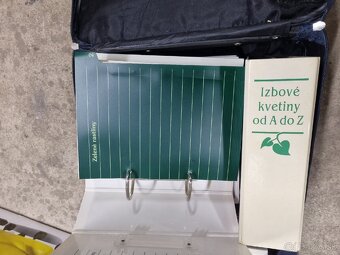 Zelené rastliny
Izbové
kvetiny
od A do Z